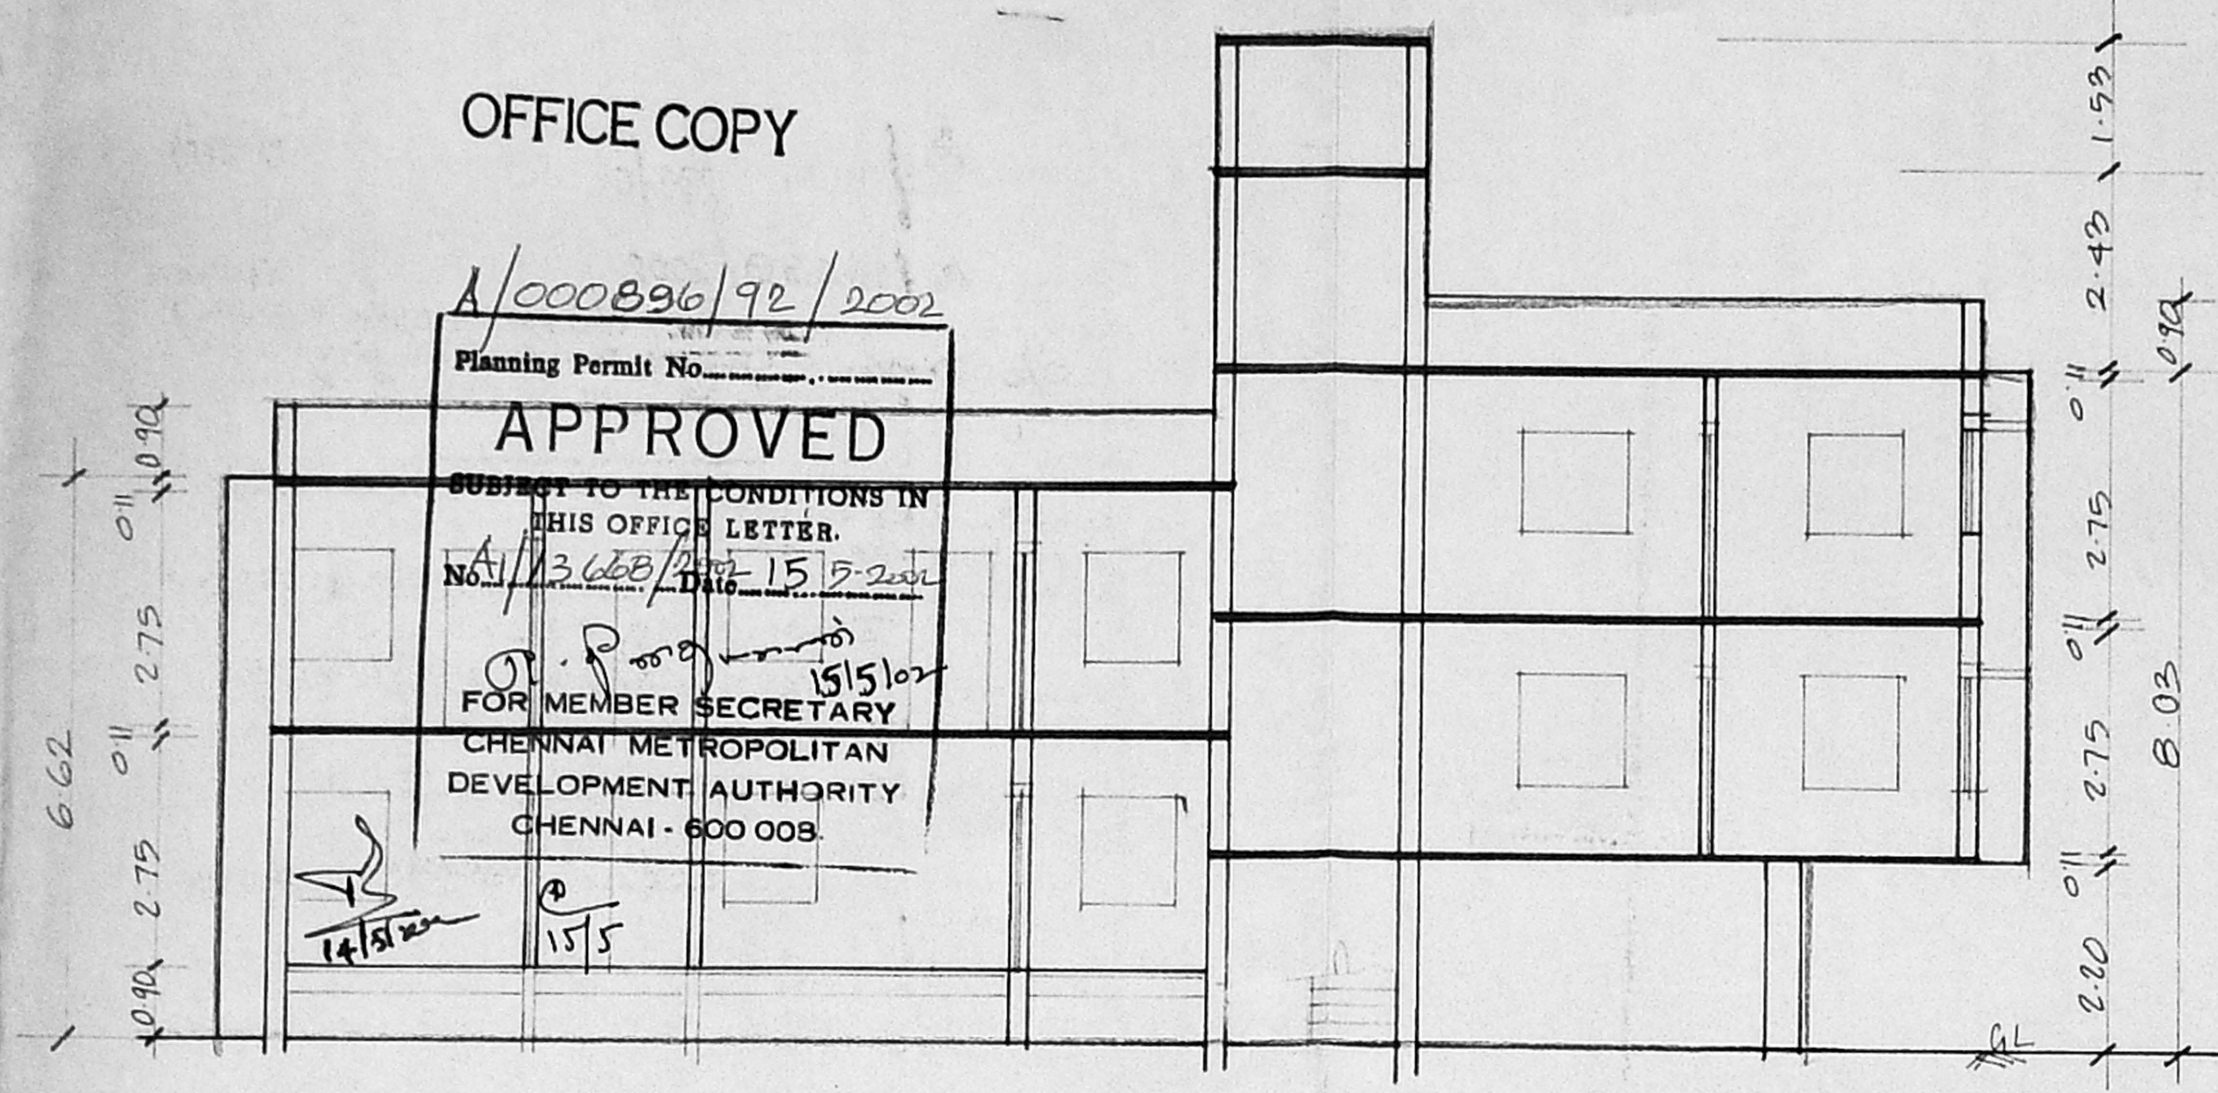 OFFICE COPY
A/000896/92/2002
Planning Permit No.
APPROVED
SUBJECT TO THE CONDITIONS IN
THIS OFFICE LETTER.
No. A1/13668/2002 Date 15 5-2002
15/5/02
FOR MEMBER SECRETARY
CHENNAI METROPOLITAN
DEVELOPMENT AUTHORITY
CHENNAI - 600 008.
14/5/2002
15/5
0.90
0.11
2.75
0.11
2.75
0.90
6.62
1.53
2.43
0.90
0.11
2.75
0.11
2.75
0.11
2.20
8.03
GL